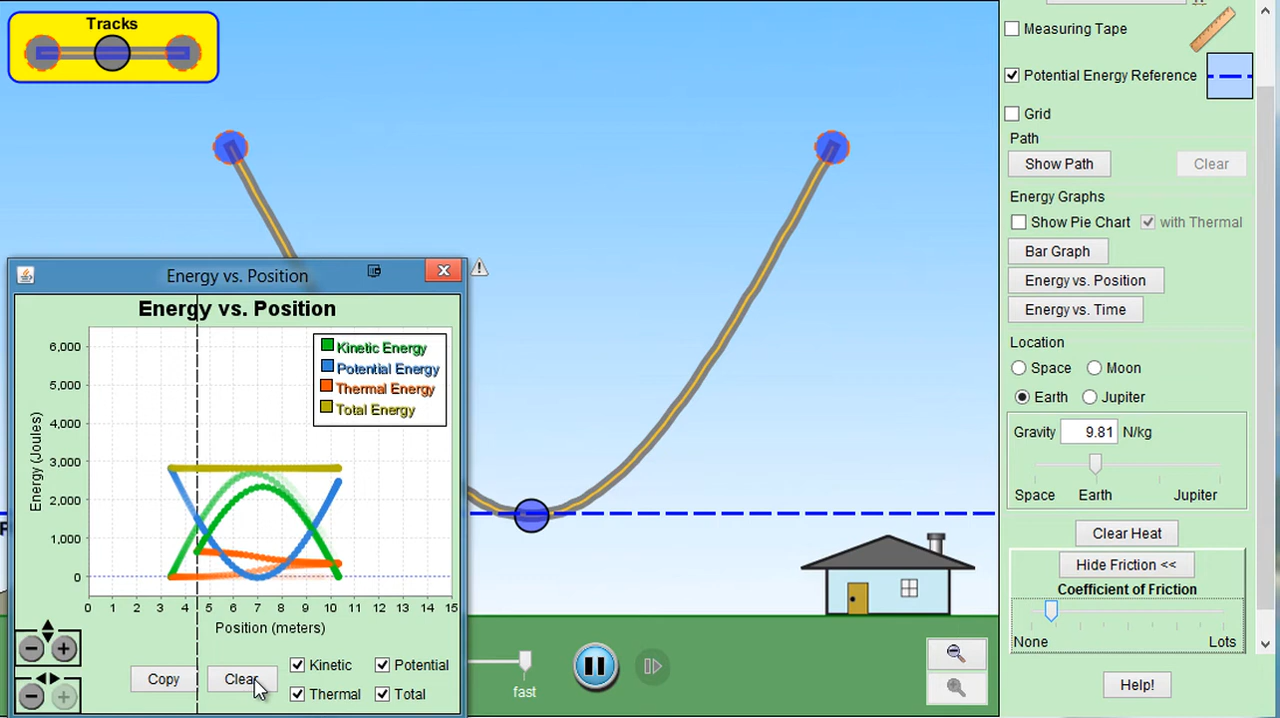 Tracks
Measuring Tape
Potential Energy Reference
Grid
Path
Show Path
Clear
Energy Graphs
Show Pie Chart
with Thermal
Bar Graph
Energy vs. Position
Energy vs. Time
Location
Space
Moon
Earth
Jupiter
Gravity 9.81 N/kg
Space Earth Jupiter
Clear Heat
Hide Friction <<
Coefficient of Friction
None Lots
Help!
Energy vs. Position
Energy vs. Position
Kinetic Energy
Potential Energy
Thermal Energy
Total Energy
Energy (Joules)
6,000
5,000
4,000
3,000
2,000
1,000
0
0 1 2 3 4 5 6 7 8 9 10 11 12 13 14 15
Position (meters)
Copy
Clear
Kinetic
Potential
Thermal
Total
fast